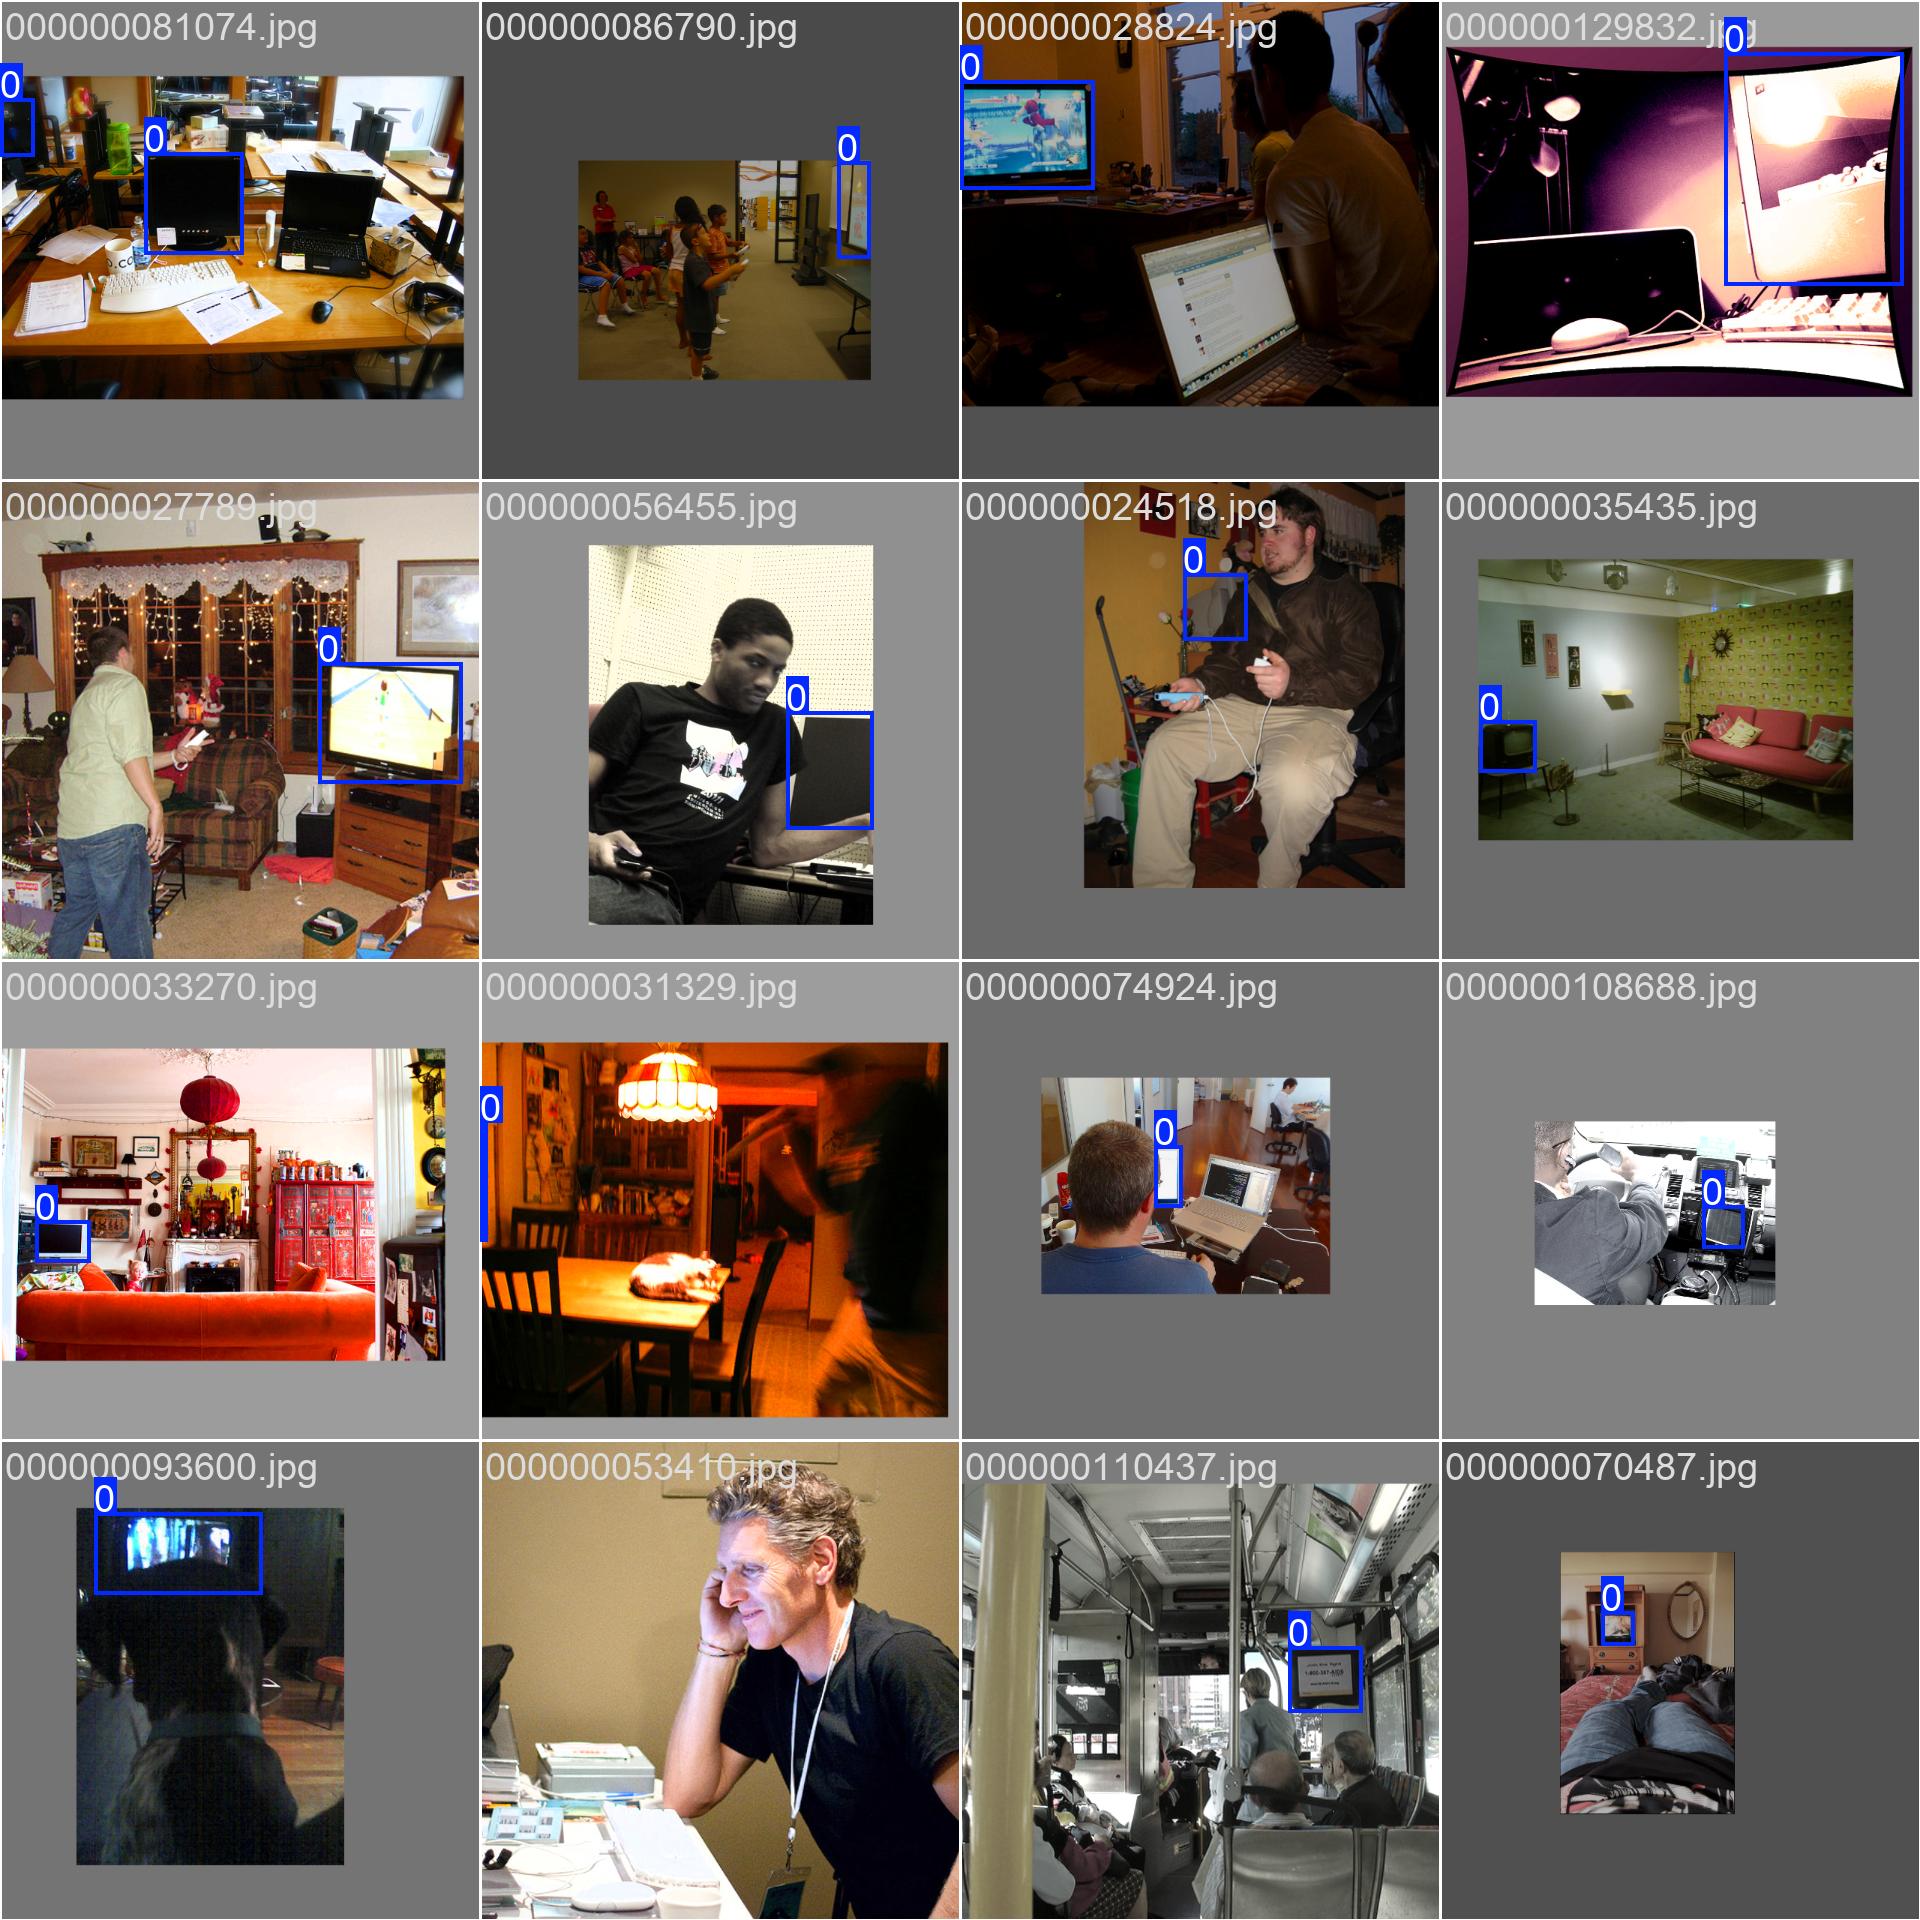 000000081074.jpg
000000086790.jpg
000000028824.jpg
000000129832.jpg
0
0
0
0
0
000000027789.jpg
000000056455.jpg
000000024518.jpg
000000035435.jpg
0
0
0
0
000000033270.jpg
000000031329.jpg
000000074924.jpg
000000108688.jpg
0
0
0
0
000000093600.jpg
000000053410.jpg
000000110437.jpg
000000070487.jpg
0
0
0
1-800-367-AIDS